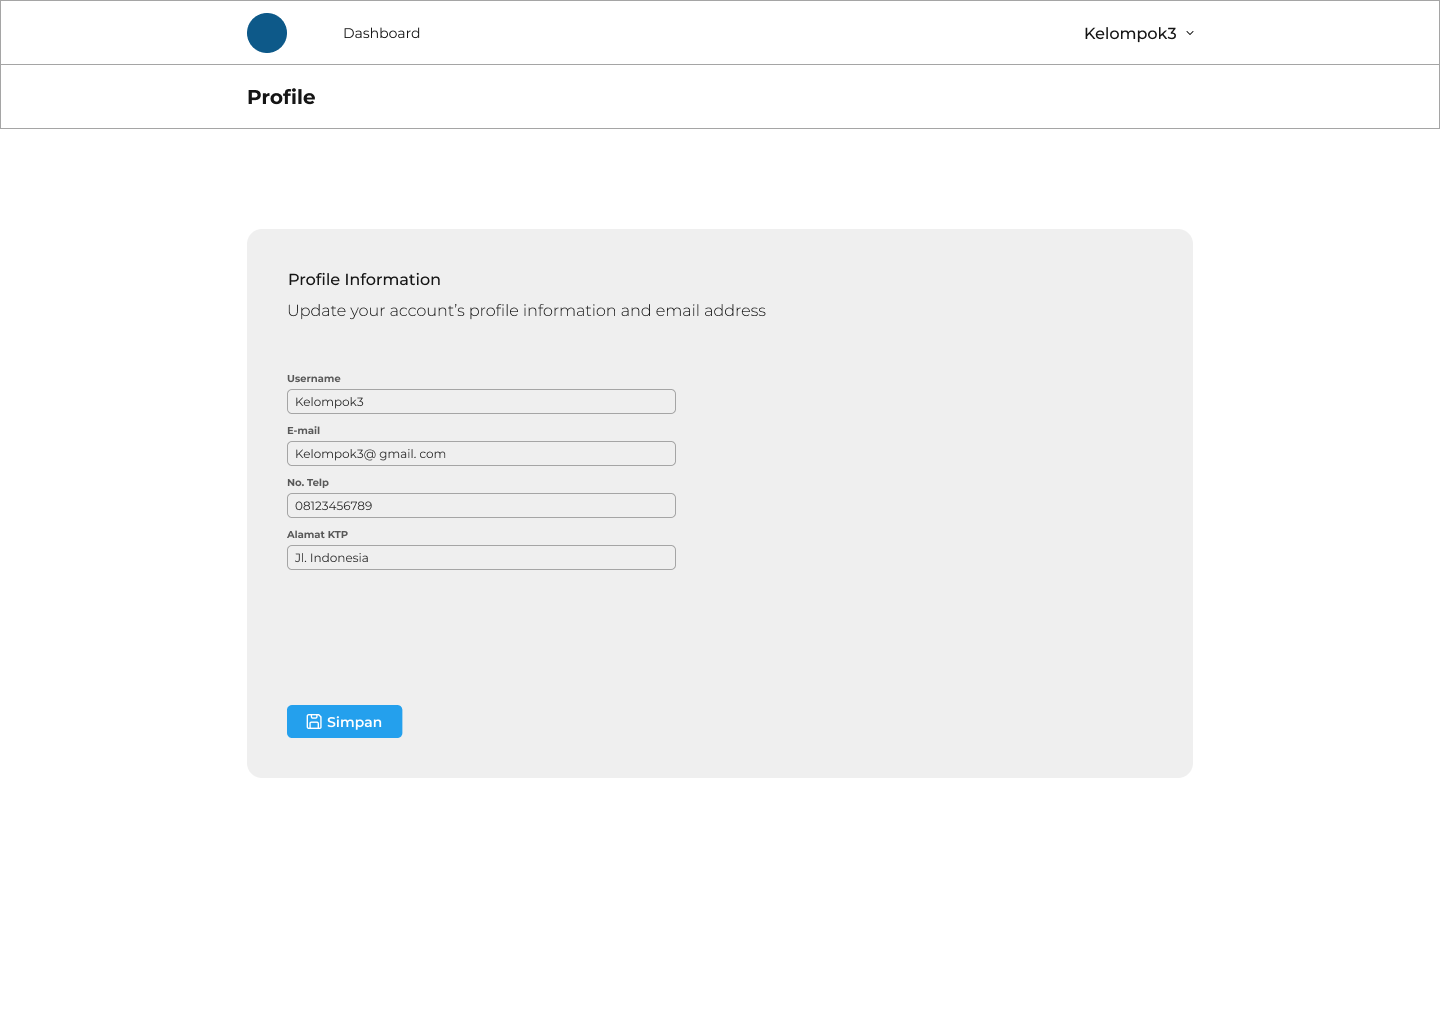 Dashboard
Kelompok3
Profile
Profile Information
Update your account’s profile information and email address
Username
Kelompok3
E-mail
Kelompok3@ gmail. com
No. Telp
08123456789
Alamat KTP
Jl. Indonesia
Simpan